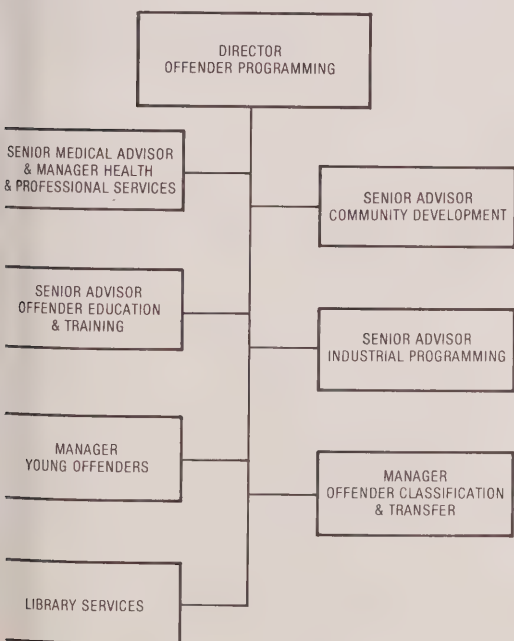 DIRECTOR
OFFENDER PROGRAMMING
SENIOR MEDICAL ADVISOR
& MANAGER HEALTH
& PROFESSIONAL SERVICES
SENIOR ADVISOR
COMMUNITY DEVELOPMENT
SENIOR ADVISOR
OFFENDER EDUCATION
& TRAINING
SENIOR ADVISOR
INDUSTRIAL PROGRAMMING
MANAGER
YOUNG OFFENDERS
MANAGER
OFFENDER CLASSIFICATION
& TRANSFER
LIBRARY SERVICES